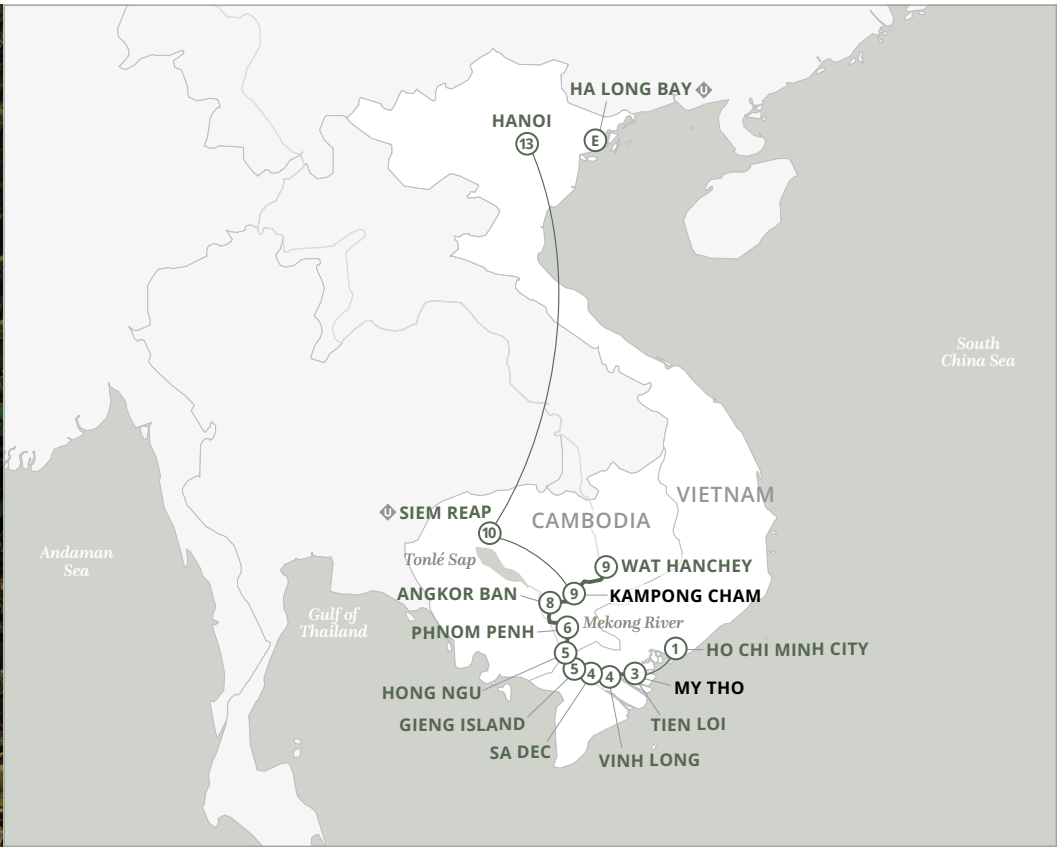 HA LONG BAY U
HANOI
13
E
South
China Sea
VIETNAM
U SIEM REAP
CAMBODIA
10
Tonlé Sap
Andaman
Sea
9 WAT HANCHEY
ANGKOR BAN
8
9
KAMPONG CHAM
Gulf of
Thailand
PHNOM PENH
6
Mekong River
5
1
HO CHI MINH CITY
5
4
4
3
MY THO
HONG NGU
GIENG ISLAND
TIEN LOI
SA DEC
VINH LONG